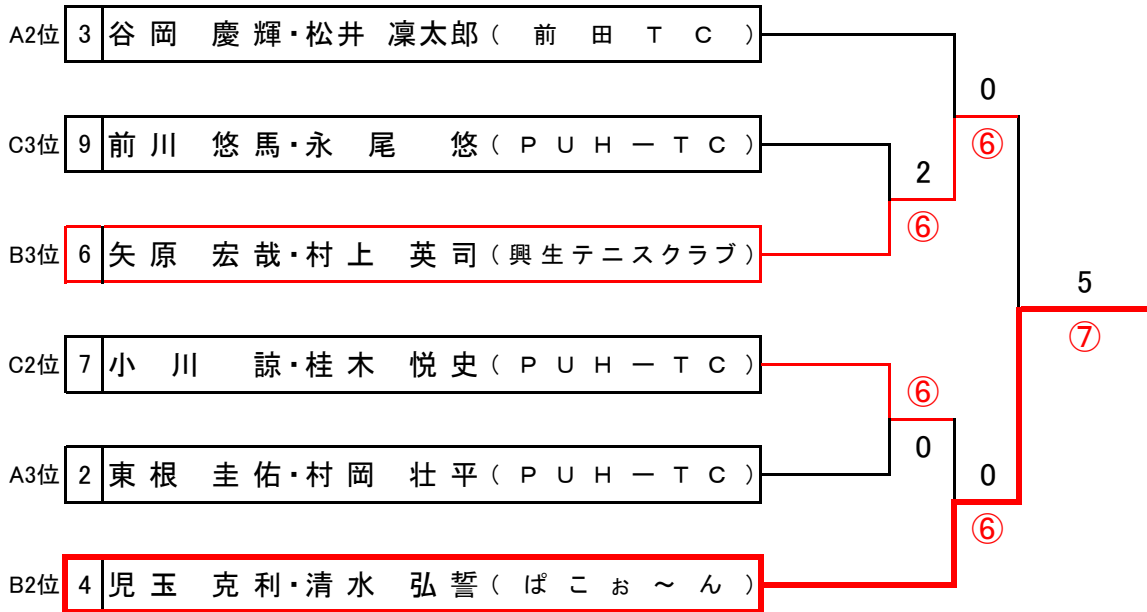 A2位 3 谷岡 慶輝・松井 凜太郎(前田TC)
0
⑥
C3位 9 前川 悠馬・永尾 悠(PUH－TC)
2
⑥
B3位 6 矢原 宏哉・村上 英司(興生テニスクラブ)
5
⑦
C2位 7 小川 諒・桂木 悦史(PUH－TC)
⑥
0
A3位 2 東根 圭佑・村岡 壮平(PUH－TC)
0
⑥
B2位 4 児玉 克利・清水 弘誓(ぱこぉ～ん)